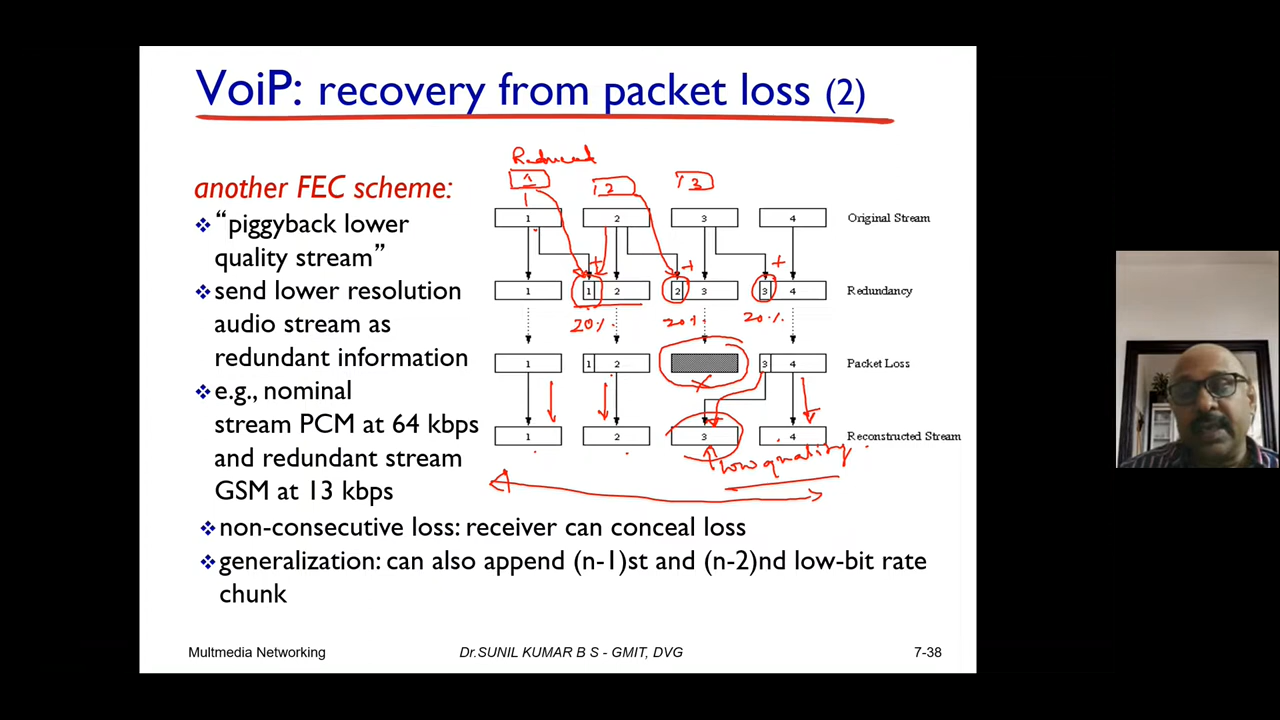 VoiP: recovery from packet loss (2)
another FEC scheme:
❖ “piggyback lower
quality stream”
❖ send lower resolution
audio stream as
redundant information
❖ e.g., nominal
stream PCM at 64 kbps
and redundant stream
GSM at 13 kbps
❖ non-consecutive loss: receiver can conceal loss
❖ generalization: can also append (n-1)st and (n-2)nd low-bit rate
chunk
Reduced
1 2 3
1 2 3 4 Original Stream
+ + +
1 1 2 2 3 3 4 Redundancy
20% 20% 20%
1 1 2 3 4 Packet Loss
1 2 3 4 Reconstructed Stream
low quality
Multmedia Networking
Dr.SUNIL KUMAR B S - GMIT, DVG
7-38